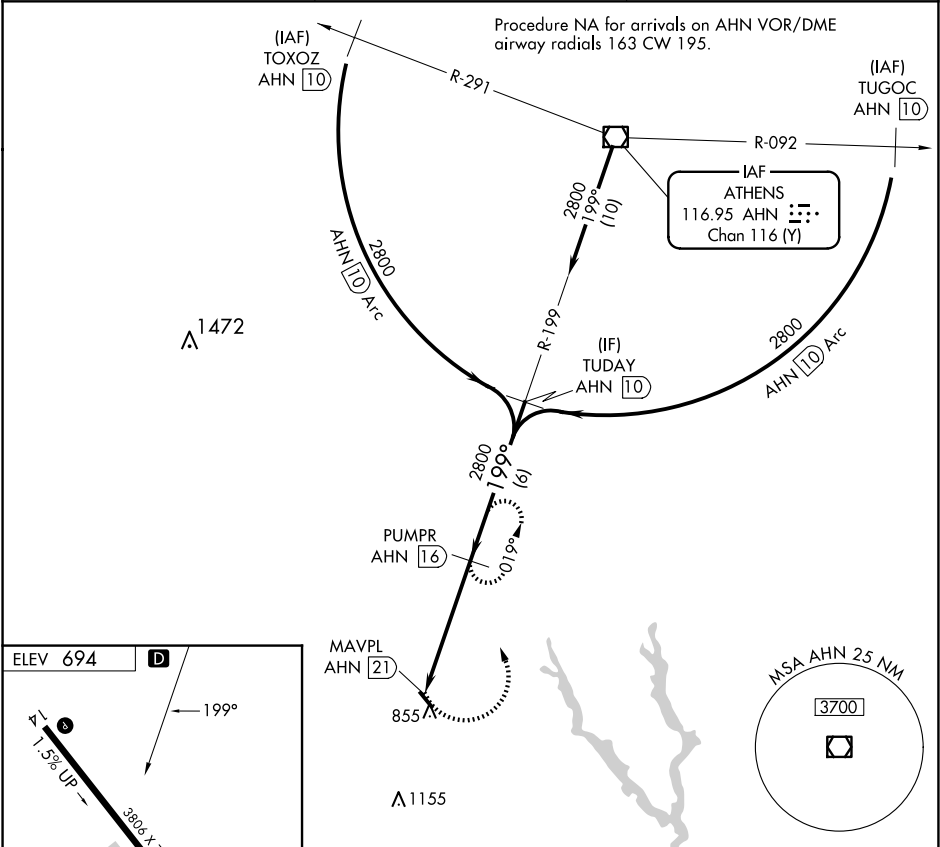 Procedure NA for arrivals on AHN VOR/DME
airway radials 163 CW 195.
(IAF)
TOXOZ
AHN 10
R-291
(IAF)
TUGOC
AHN 10
R-092
IAF
ATHENS
116.95 AHN
Chan 116 (Y)
2800
199°
(10)
2800
AHN 10 Arc
R-199
1472
(IF)
TUDAY
AHN 10
2800
AHN 10 Arc
2800
199°
(6)
PUMPR
AHN 16
019°
MAVPL
AHN 21
855
1155
MSA AHN 25 NM
3700
ELEV 694 D
199°
14
P
1.5% UP
3806 X